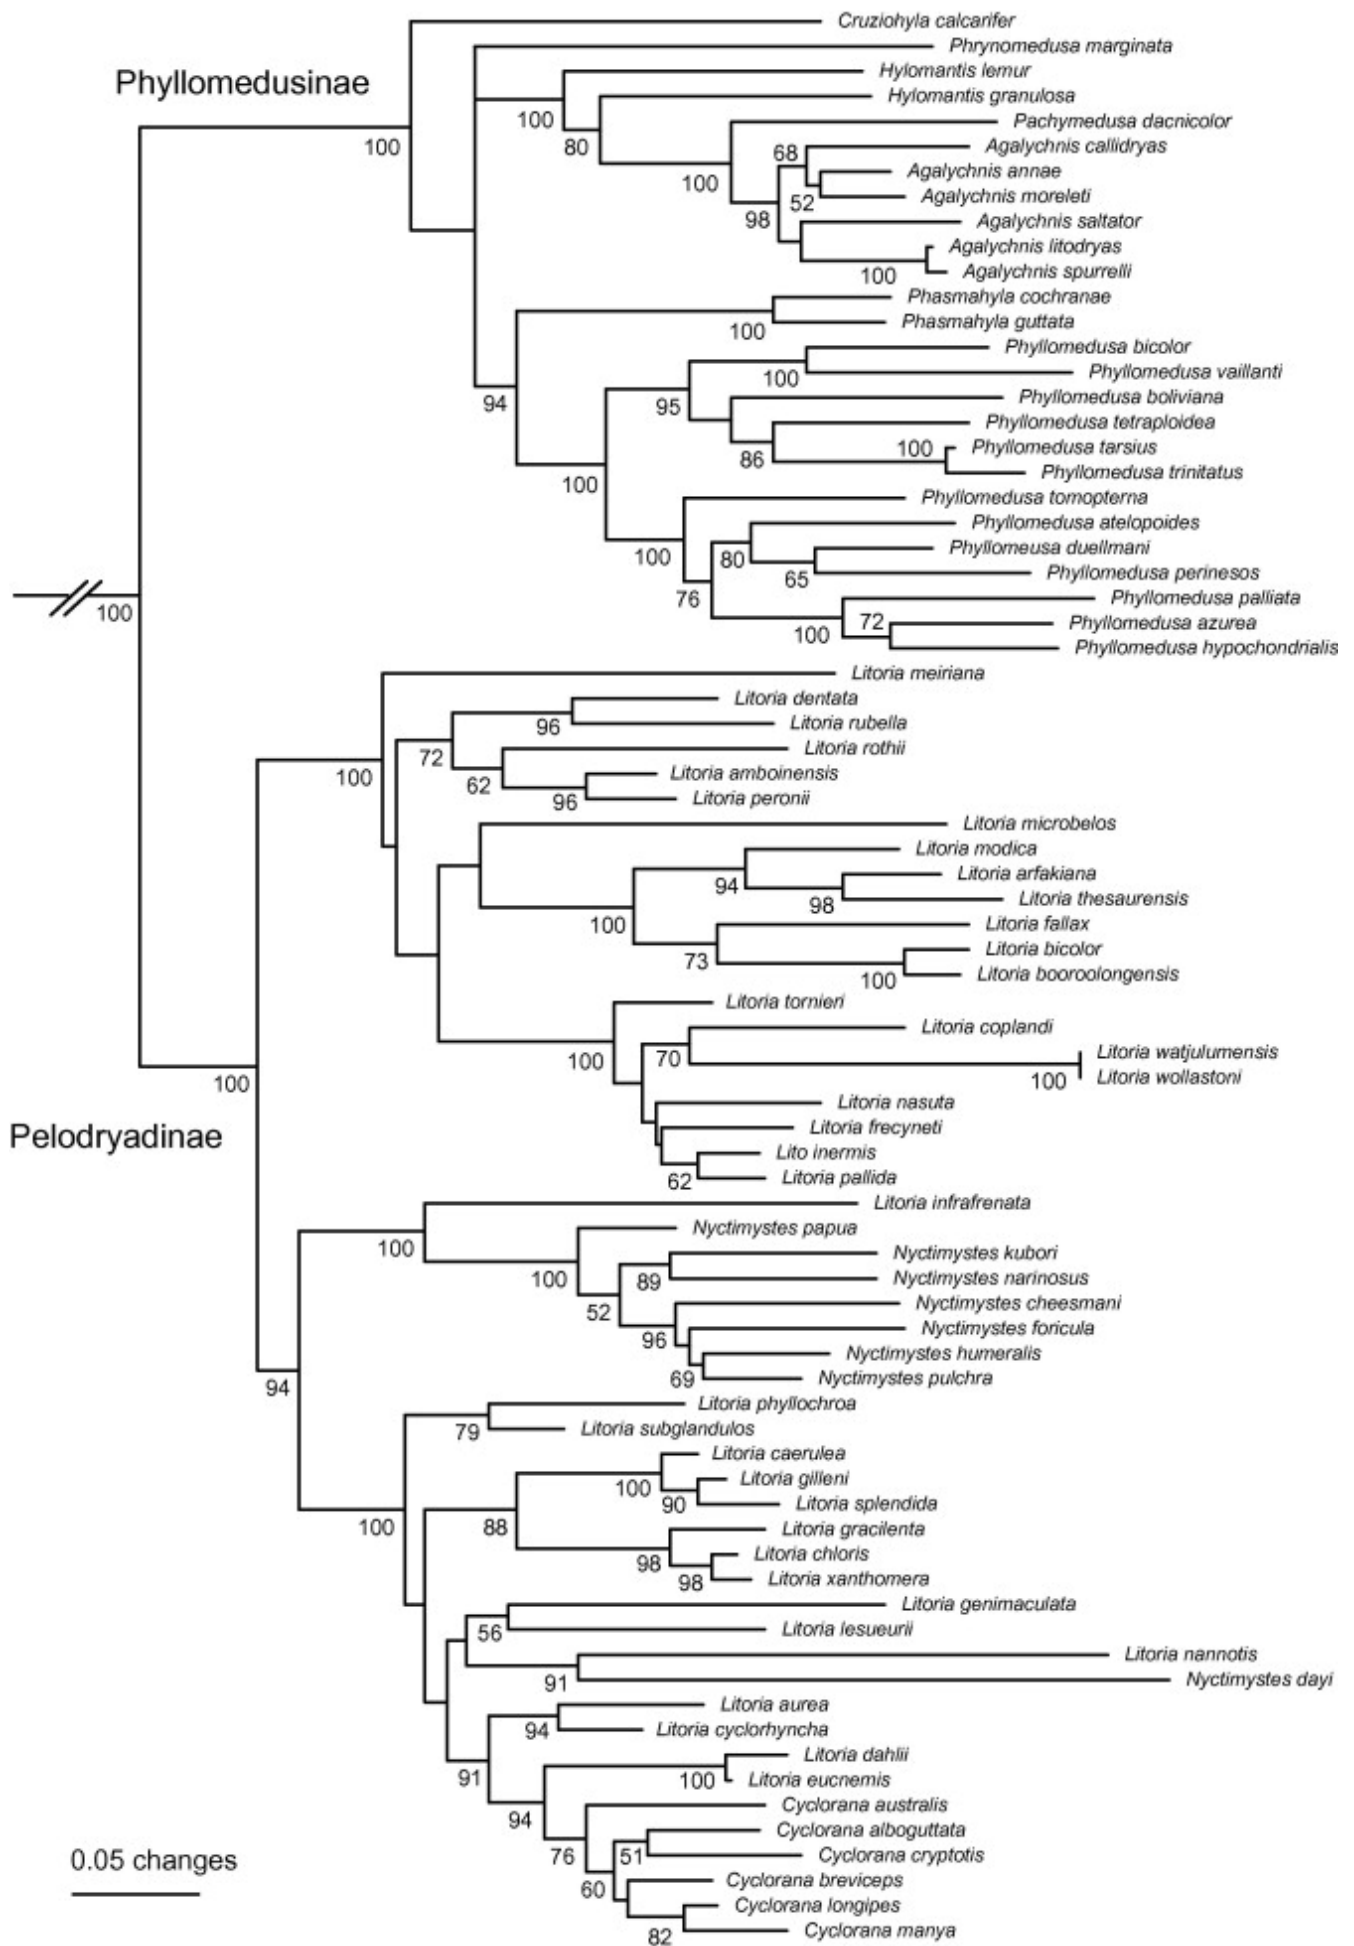 Cruziohyla calcarifer
Phrynomedusa marginata
Phyllomedusinae
Hylomantis lemur
Hylomantis granulosa
100
Pachymedusa dacnicolor
100
80
Agalychnis callidryas
68
Agalychnis annae
100
Agalychnis moreleti
52
98
Agalychnis saltator
Agalychnis litodryas
Agalychnis spurrelli
100
Phasmahyla cochranae
Phasmahyla guttata
100
Phyllomedusa bicolor
Phyllomedusa vaillanti
100
94
95
Phyllomedusa boliviana
Phyllomedusa tetraploidea
100
Phyllomedusa tarsius
86
Phyllomedusa trinitatus
100
Phyllomedusa tomopterna
Phyllomedusa atelopoides
Phyllomeusa duellmani
100
80
Phyllomedusa perinesos
65
76
Phyllomedusa palliata
100
Phyllomedusa azurea
72
100
Phyllomedusa hypochondrialis
Litoria meiriana
Litoria dentata
Litoria rubella
96
Litoria rothii
72
Litoria amboinensis
100
62
Litoria peronii
96
Litoria microbelos
Litoria modica
Litoria arfakiana
94
Litoria thesaurensis
98
Litoria fallax
100
Litoria bicolor
73
Litoria booroolongensis
100
Litoria tornieri
Litoria coplandi
Litoria watjulumensis
100
70
Litoria wollastoni
100
100
Litoria nasuta
Litoria frecyneti
Pelodryadinae
Lito inermis
Litoria pallida
62
Litoria infrafrenata
Nyctimystes papua
100
Nyctimystes kubori
Nyctimystes narinosus
100
89
Nyctimystes cheesmani
52
Nyctimystes foricula
96
Nyctimystes humeralis
Nyctimystes pulchra
69
94
Litoria phyllochroa
Litoria subglandulos
79
Litoria caerulea
Litoria gilleni
100
Litoria splendida
90
Litoria gracilenta
100
88
Litoria chloris
98
Litoria xanthomera
98
Litoria genimaculata
Litoria lesueurii
56
Litoria nannotis
Nyctimystes dayi
91
Litoria aurea
Litoria cyclorhyncha
94
Litoria dahlii
Litoria eucnemis
91
100
Cyclorana australis
94
Cyclorana alboguttata
Cyclorana cryptotis
76
51
0.05 changes
Cyclorana breviceps
60
Cyclorana longipes
Cyclorana manya
82